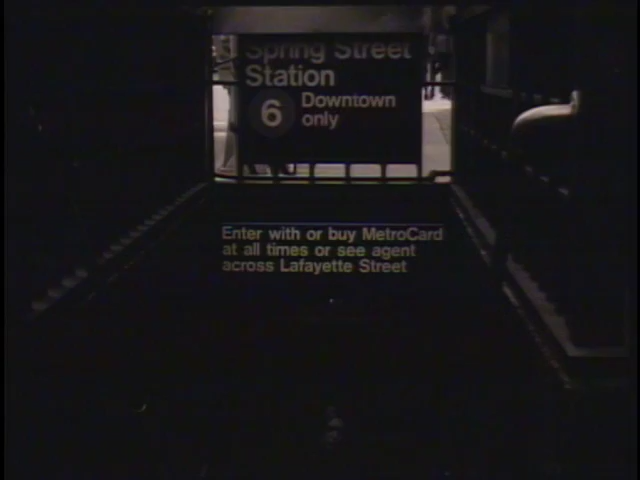 Spring Street
Station
6 Downtown
only
Enter with or buy MetroCard
at all times or see agent
across Lafayette Street